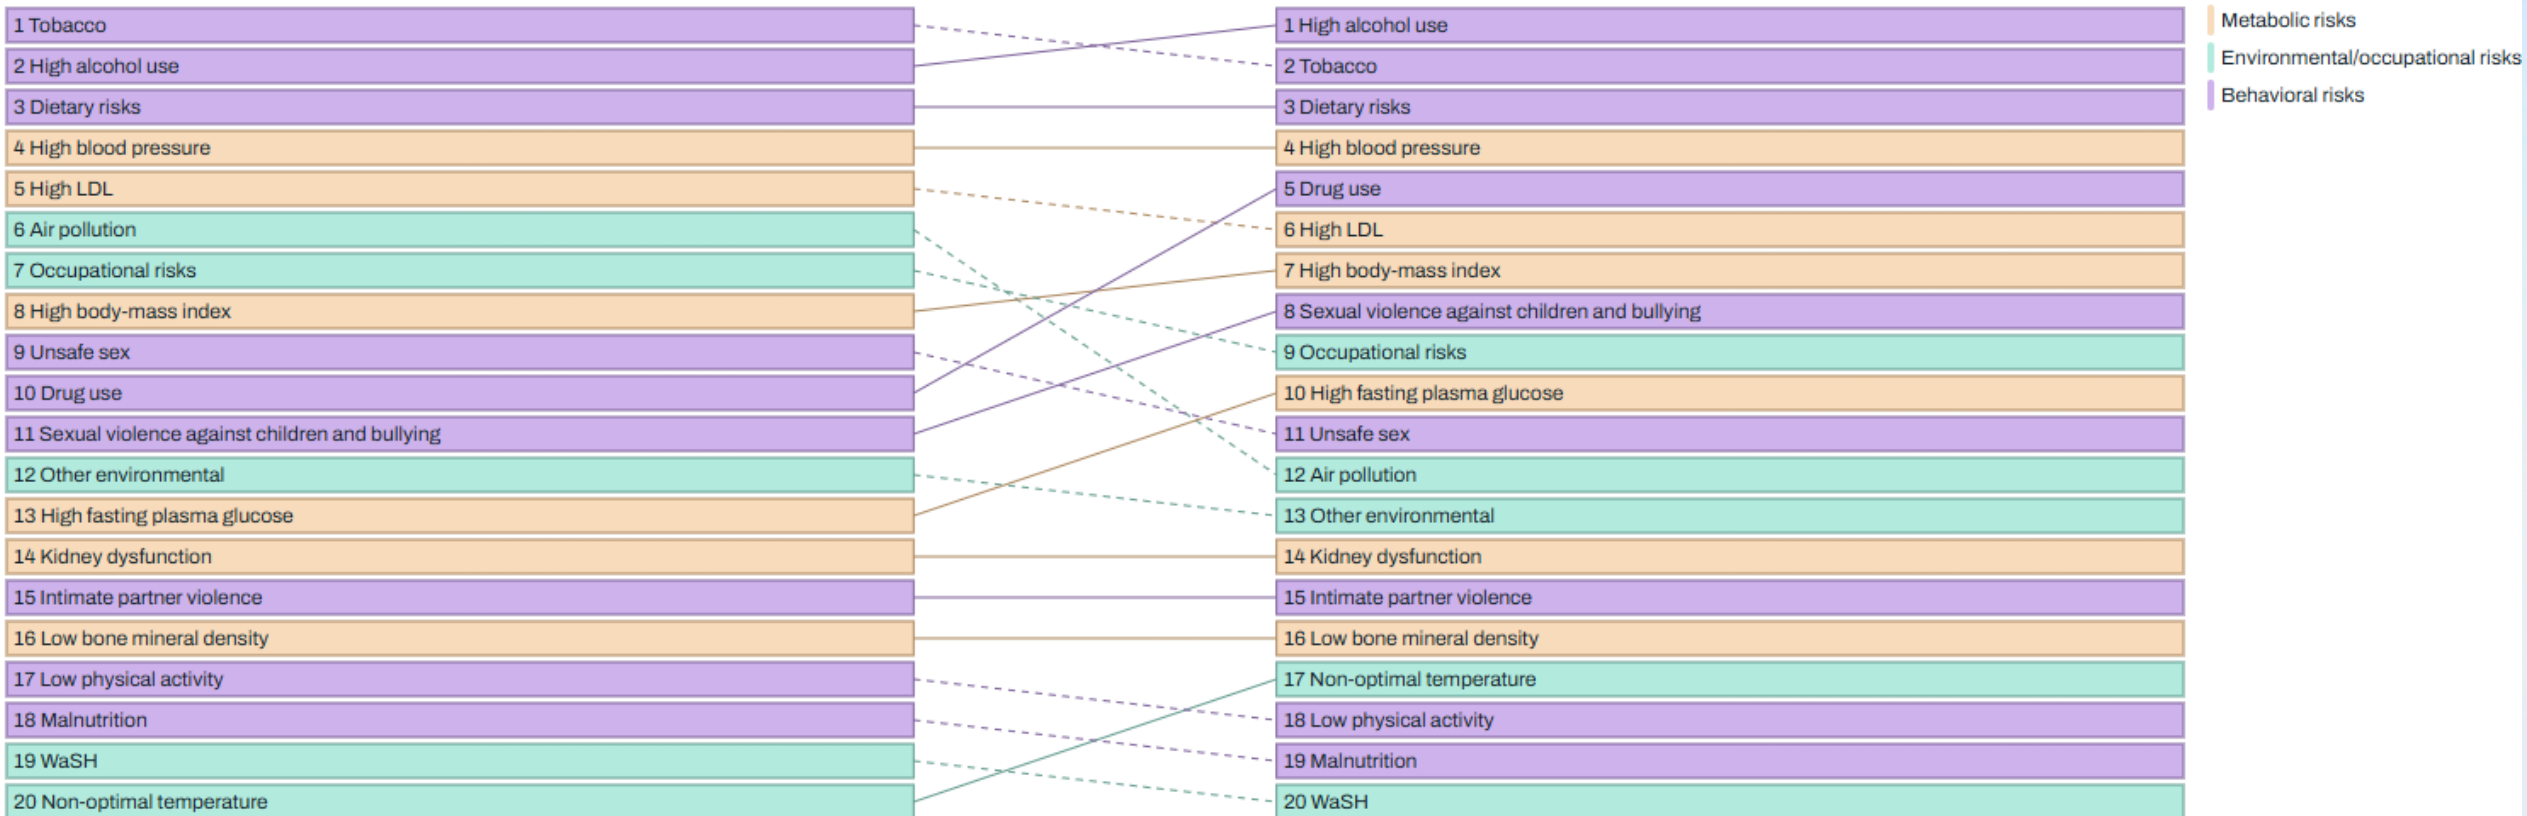 1 Tobacco
2 High alcohol use
3 Dietary risks
4 High blood pressure
5 High LDL
6 Air pollution
7 Occupational risks
8 High body-mass index
9 Unsafe sex
10 Drug use
11 Sexual violence against children and bullying
12 Other environmental
13 High fasting plasma glucose
14 Kidney dysfunction
15 Intimate partner violence
16 Low bone mineral density
17 Low physical activity
18 Malnutrition
19 WaSH
20 Non-optimal temperature
1 High alcohol use
2 Tobacco
3 Dietary risks
4 High blood pressure
5 Drug use
6 High LDL
7 High body-mass index
8 Sexual violence against children and bullying
9 Occupational risks
10 High fasting plasma glucose
11 Unsafe sex
12 Air pollution
13 Other environmental
14 Kidney dysfunction
15 Intimate partner violence
16 Low bone mineral density
17 Non-optimal temperature
18 Low physical activity
19 Malnutrition
20 WaSH
Metabolic risks
Environmental/occupational risks
Behavioral risks